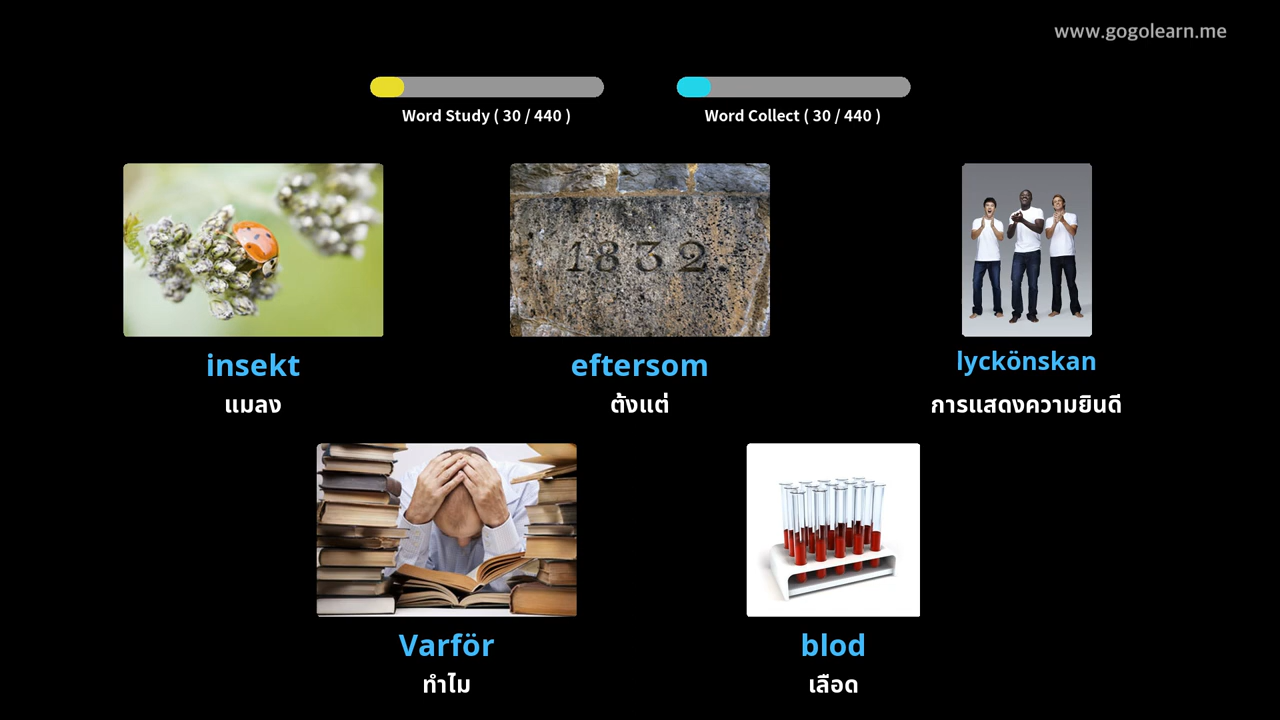 www.gogolearn.me
Word Study ( 30 / 440 )
Word Collect ( 30 / 440 )
1832.
insekt
eftersom
lyckönskan
แมลง
ตั้งแต่
การแสดงความยินดี
Varför
blod
ทำไม
เลือด